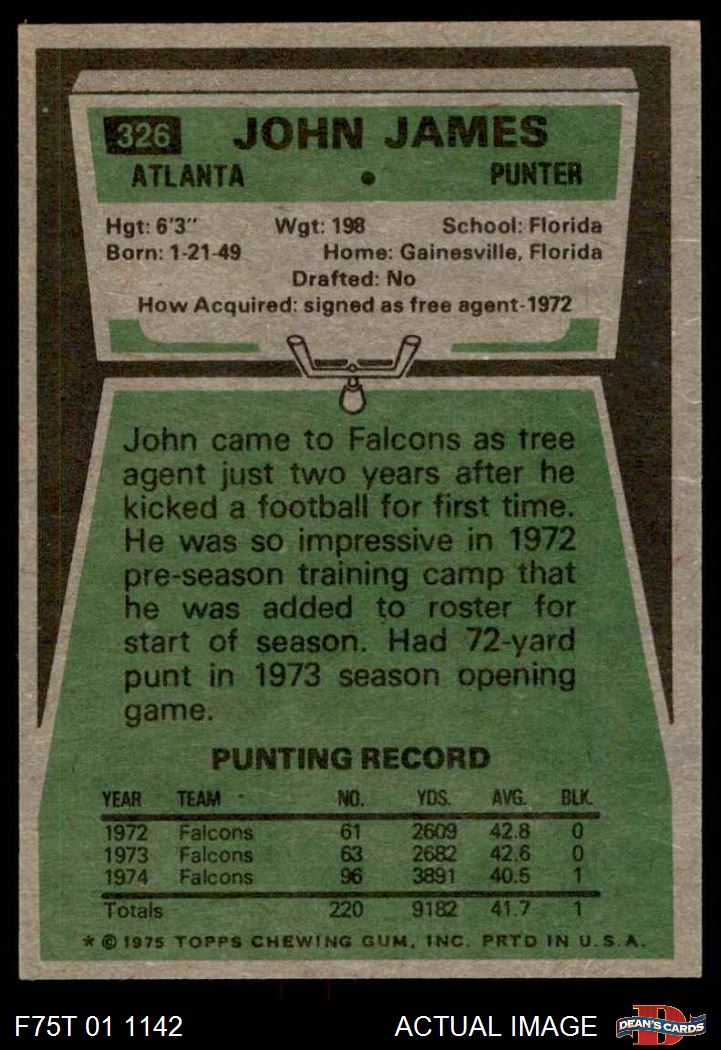 326 JOHN JAMES
ATLANTA • PUNTER
Hgt: 6'3" Wgt: 198 School: Florida
Born: 1-21-49 Home: Gainesville, Florida
Drafted: No
How Acquired: signed as free agent-1972
John came to Falcons as free
agent just two years after he
kicked a football for first time.
He was so impressive in 1972
pre-season training camp that
he was added to roster for
start of season. Had 72-yard
punt in 1973 season opening
game.
PUNTING RECORD
YEAR TEAM NO. YDS. AVG. BLK.
1972 Falcons 61 2609 42.8 0
1973 Falcons 63 2682 42.6 0
1974 Falcons 96 3891 40.5 1
Totals 220 9182 41.7 1
* © 1975 TOPPS CHEWING GUM, INC. PRTD IN U.S.A.
F75T 01 1142 ACTUAL IMAGE D DEAN'S CARDS